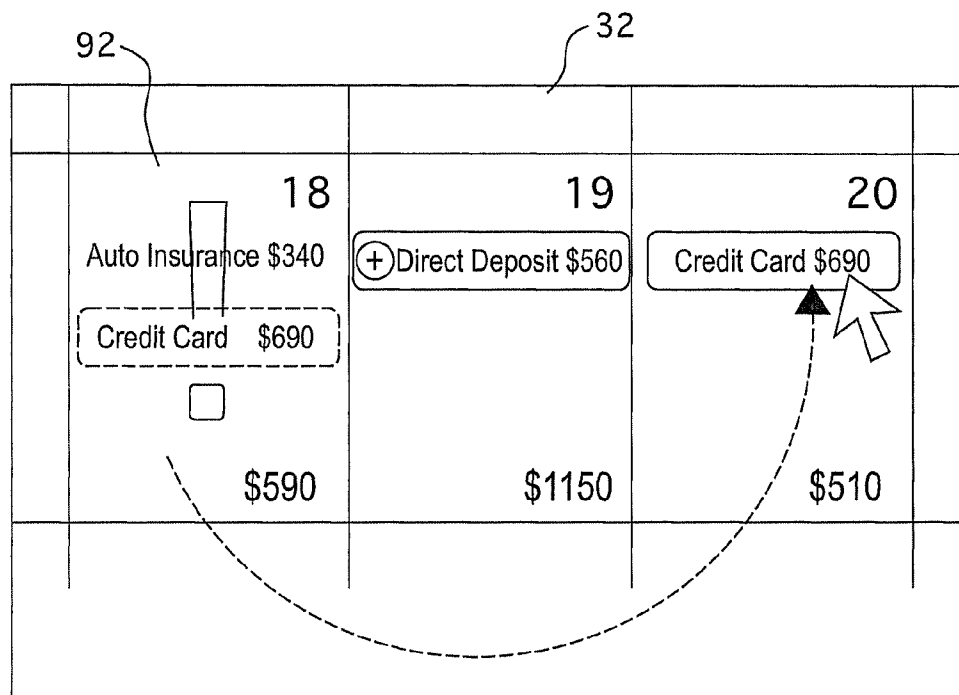 92
32
18
19
20
Auto Insurance $340
+ Direct Deposit $560
Credit Card $690
Credit Card $690
$590
$1150
$510